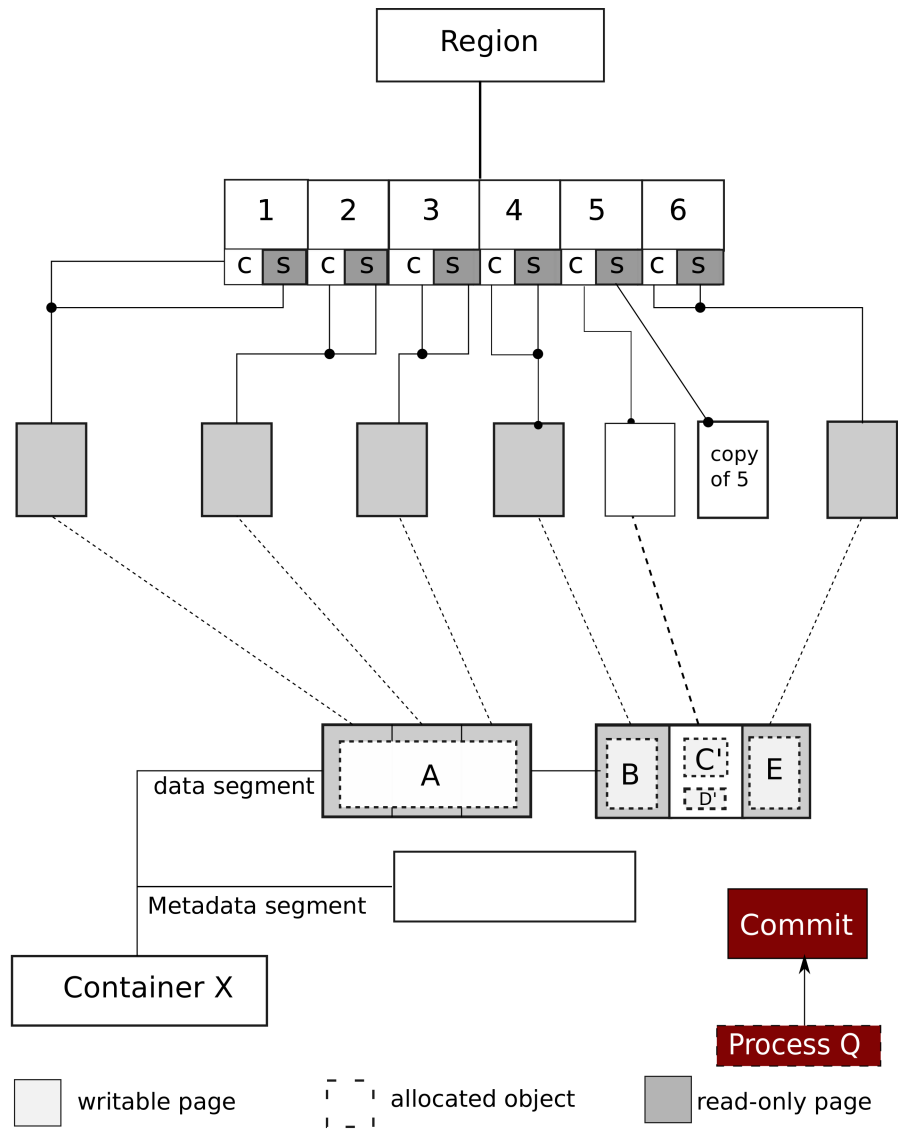 Region
1 2 3 4 5 6
c s c s c s c s c s c s
copy
of 5
A B C' E
D'
data segment
Metadata segment
Commit
Container X
Process Q
writable page allocated object read-only page